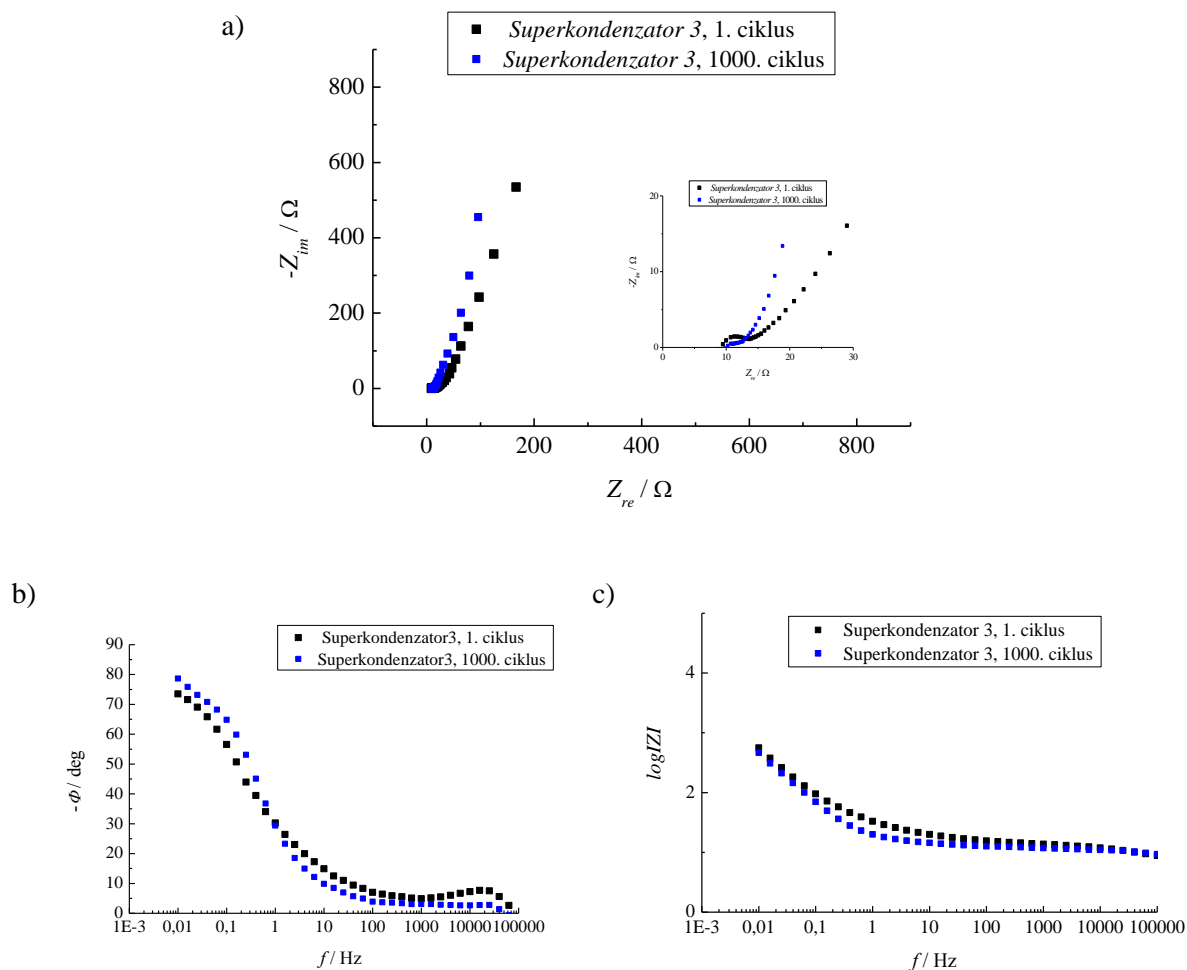 a)
Superkondenzator 3, 1. ciklus
Superkondenzator 3, 1000. ciklus
800
600
400
200
0
-Z_im / Ω
0 200 400 600 800
Z_re / Ω
Superkondenzator 3, 1. ciklus
Superkondenzator 3, 1000. ciklus
20
10
0
-Z_im / Ω
0 10 20 30
Z_re / Ω
b)
Superkondenzator3, 1. ciklus
Superkondenzator3, 1000. ciklus
90
80
70
60
50
40
30
20
10
0
-Φ / deg
1E-3 0,01 0,1 1 10 100 1000 10000 100000
f / Hz
c)
Superkondenzator 3, 1. ciklus
Superkondenzator 3, 1000. ciklus
4
2
0
logIZI
1E-3 0,01 0,1 1 10 100 1000 10000 100000
f / Hz